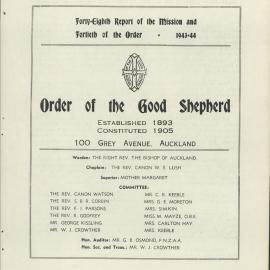 Forty-Eighth Report of the Mission and
Fortieth of the Order • 1943-44
Order of the Good Shepherd
ESTABLISHED 1893
CONSTITUTED 1905
100 GREY AVENUE, AUCKLAND
Warden: THE RIGHT REV. THE BISHOP OF AUCKLAND.
Chaplain: THE REV. CANON W. R. LUSH
Superior: MOTHER MARGARET
COMMITTEE:
THE REV. CANON WATSON MR. C. R. KEEBLE
THE REV. S. B. R. CORBIN MRS. D. E. MORETON
THE REV. F. I. PARSONS MRS. SIMKIN
THE REV. R. GODFREY MISS M. MAYZE, O.B.E.
MR. GEORGE KISSLING MRS. CARLTON HAY
MR. W. J. CROWTHER MRS. KEEBLE
Hon. Auditor: MR. G. B. OSMOND, F.N.Z.A.A.
Hon. Sec. and Treas.: MR. W. J. CROWTHER